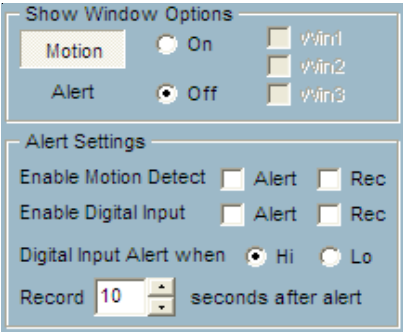 Show Window Options
Motion On Win1
Win2
Alert Off Win3
Alert Settings
Enable Motion Detect Alert Rec
Enable Digital Input Alert Rec
Digital Input Alert when Hi Lo
Record 10 seconds after alert